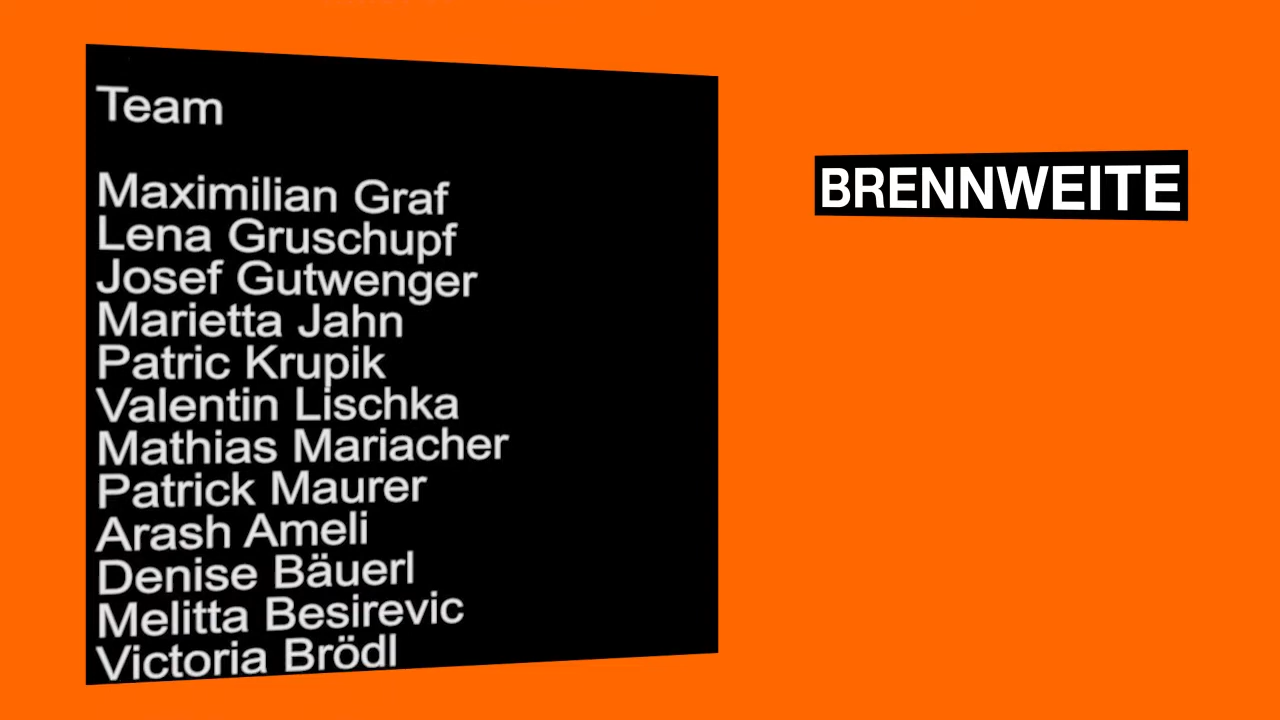 Team
Maximilian Graf
Lena Gruschupf
Josef Gutwenger
Marietta Jahn
Patric Krupik
Valentin Lischka
Mathias Mariacher
Patrick Maurer
Arash Ameli
Denise Bäuerl
Melitta Besirevic
Victoria Brödl
BRENNWEITE